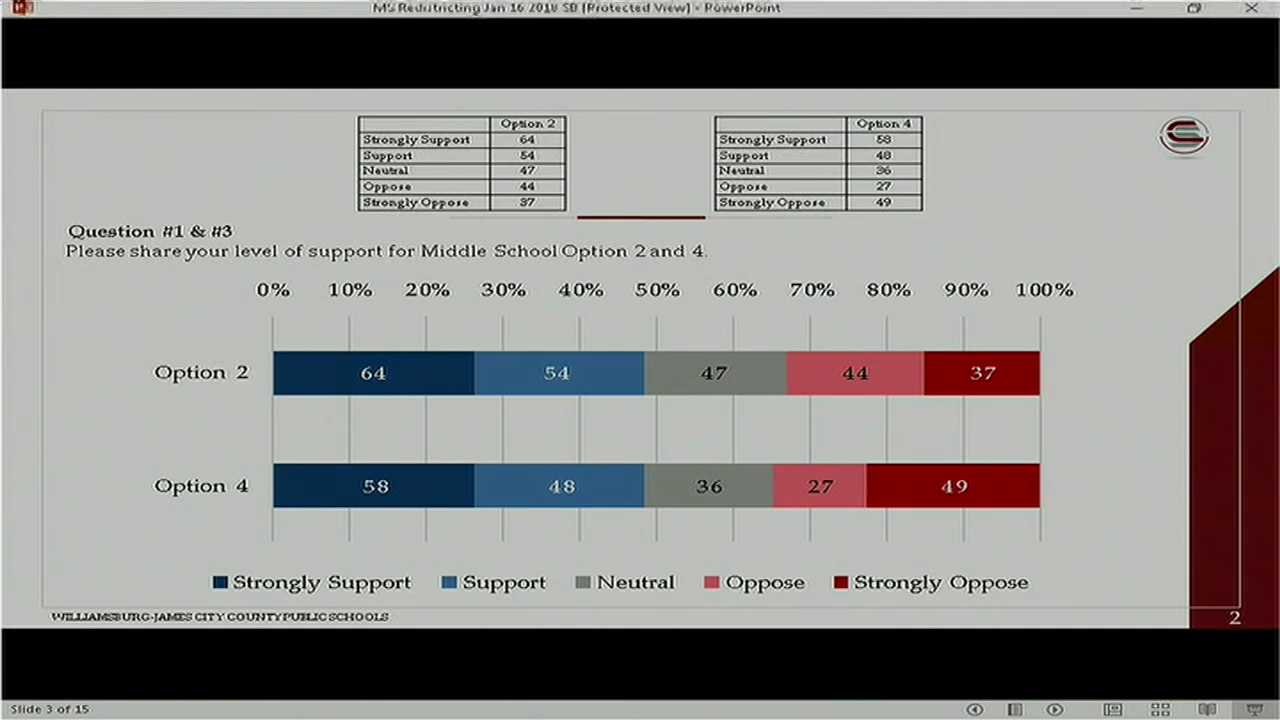 MS Redistricting Jan 16 2018 SB [Protected View] - PowerPoint
Option 2
Strongly Support 64
Support 54
Neutral 47
Oppose 44
Strongly Oppose 37
Option 4
Strongly Support 58
Support 48
Neutral 36
Oppose 27
Strongly Oppose 49
Question #1 & #3
Please share your level of support for Middle School Option 2 and 4.
0% 10% 20% 30% 40% 50% 60% 70% 80% 90% 100%
Option 2 64 54 47 44 37
Option 4 58 48 36 27 49
Strongly Support Support Neutral Oppose Strongly Oppose
WILLIAMSBURG-JAMES CITY COUNTY PUBLIC SCHOOLS
2
Slide 3 of 15